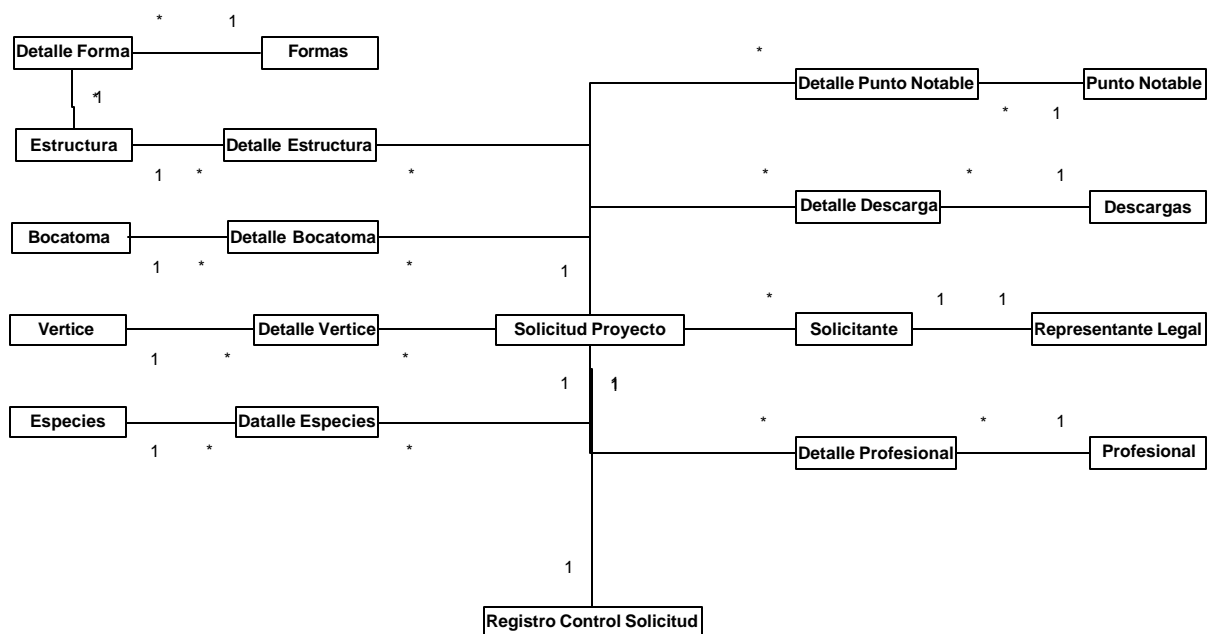 * 1
Detalle Forma Formas
*
Detalle Punto Notable Punto Notable
*1
* 1
Estructura Detalle Estructura
1 * *
* * 1
Detalle Descarga Descargas
Bocatoma Detalle Bocatoma
1 * *
1
* 1 1
Vertice Detalle Vertice Solicitud Proyecto Solicitante Representante Legal
1 * *
1 1
Especies Datalle Especies
* * 1
1 * *
Detalle Profesional Profesional
1
Registro Control Solicitud